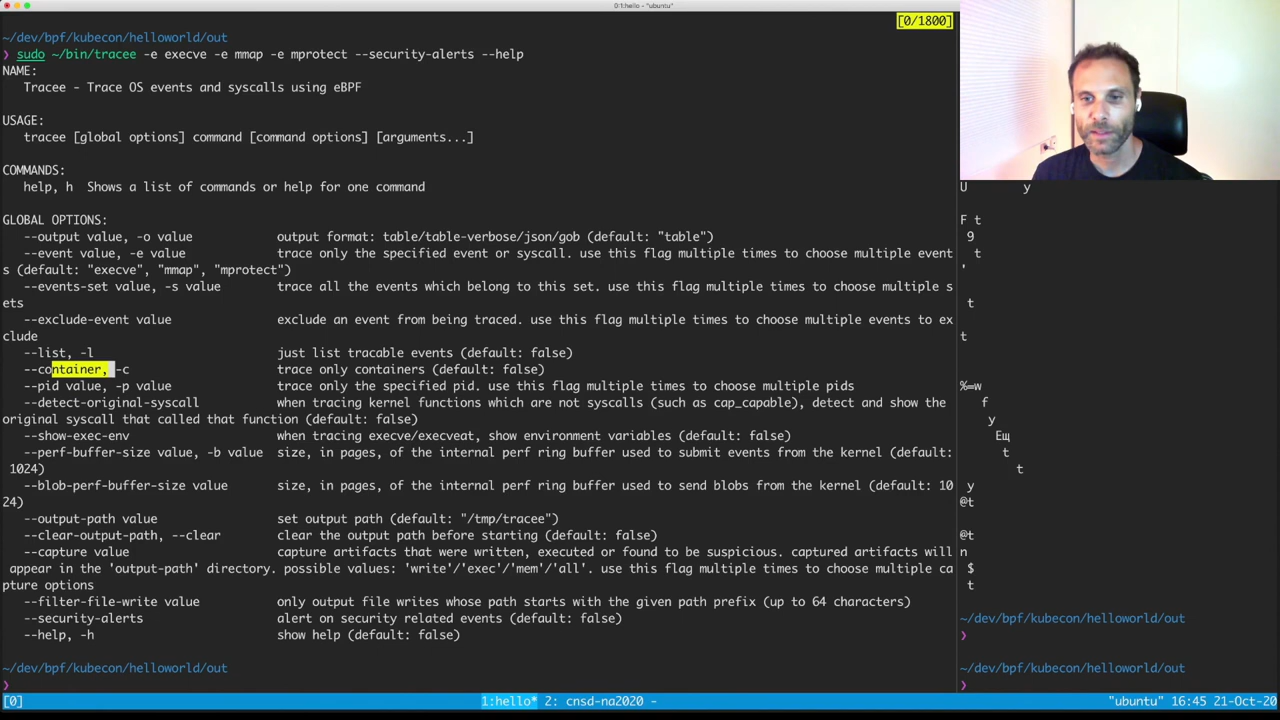 0:1:hello - "ubuntu"
[0/1800]
~/dev/bpf/kubecon/helloworld/out
❯ sudo ~/bin/tracee -e execve -e mmap -e mprotect --security-alerts --help
NAME:
Tracee - Trace OS events and syscalls using eBPF
USAGE:
tracee [global options] command [command options] [arguments...]
COMMANDS:
help, h  Shows a list of commands or help for one command
GLOBAL OPTIONS:
--output value, -o value  output format: table/table-verbose/json/gob (default: "table")
--event value, -e value  trace only the specified event or syscall. use this flag multiple times to choose multiple event
s (default: "execve", "mmap", "mprotect")
--events-set value, -s value  trace all the events which belong to this set. use this flag multiple times to choose multiple s
ets
--exclude-event value  exclude an event from being traced. use this flag multiple times to choose multiple events to ex
clude
--list, -l  just list tracable events (default: false)
--container, -c  trace only containers (default: false)
--pid value, -p value  trace only the specified pid. use this flag multiple times to choose multiple pids
--detect-original-syscall  when tracing kernel functions which are not syscalls (such as cap_capable), detect and show the
original syscall that called that function (default: false)
--show-exec-env  when tracing execve/execveat, show environment variables (default: false)
--perf-buffer-size value, -b value  size, in pages, of the internal perf ring buffer used to submit events from the kernel (default:
1024)
--blob-perf-buffer-size value  size, in pages, of the internal perf ring buffer used to send blobs from the kernel (default: 10
24)
--output-path value  set output path (default: "/tmp/tracee")
--clear-output-path, --clear  clear the output path before starting (default: false)
--capture value  capture artifacts that were written, executed or found to be suspicious. captured artifacts will
appear in the 'output-path' directory. possible values: 'write'/'exec'/'mem'/'all'. use this flag multiple times to choose multiple ca
pture options
--filter-file-write value  only output file writes whose path starts with the given path prefix (up to 64 characters)
--security-alerts  alert on security related events (default: false)
--help, -h  show help (default: false)
~/dev/bpf/kubecon/helloworld/out
❯
U y
F t
9
t
'
t
t
%=w
f
y
Ещ
t
t
y
@t
@t
n
$
t
~/dev/bpf/kubecon/helloworld/out
❯
~/dev/bpf/kubecon/helloworld/out
❯
[0] 1:hello* 2: cnsd-na2020 - "ubuntu" 16:45 21-Oct-20